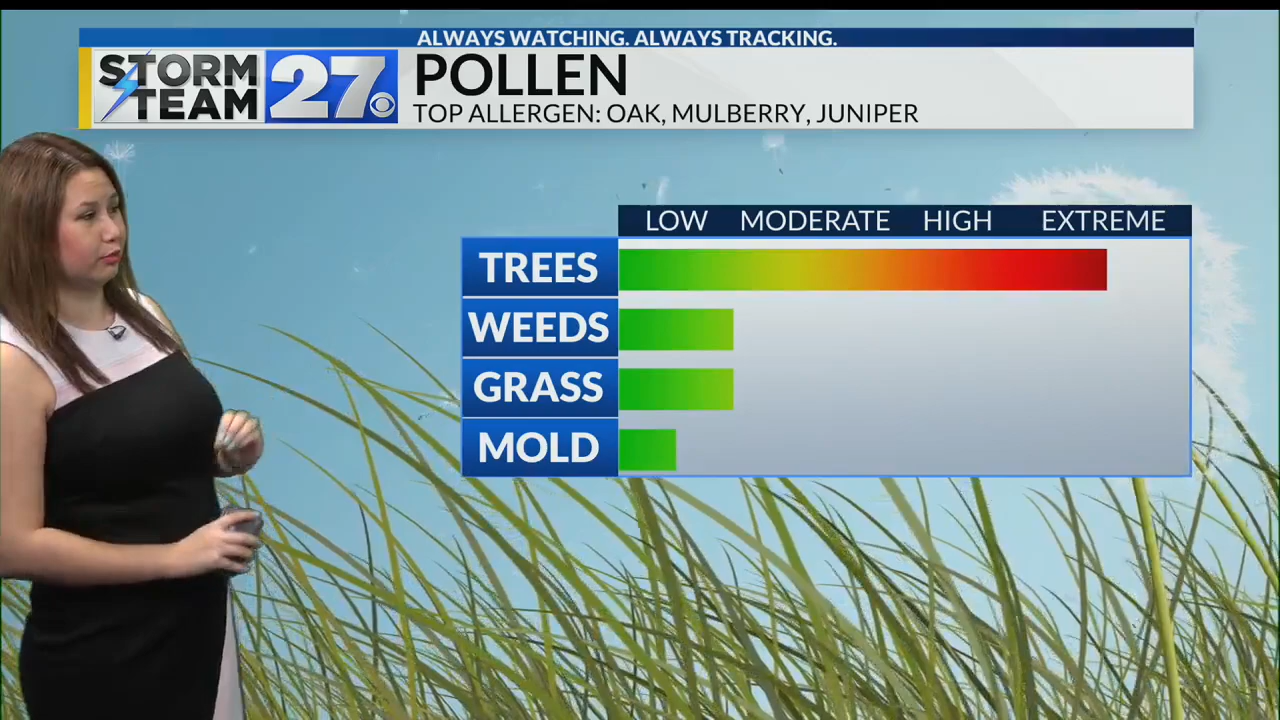 ALWAYS WATCHING. ALWAYS TRACKING.
STORM
TEAM
27
POLLEN
TOP ALLERGEN: OAK, MULBERRY, JUNIPER
LOW MODERATE HIGH EXTREME
TREES
WEEDS
GRASS
MOLD